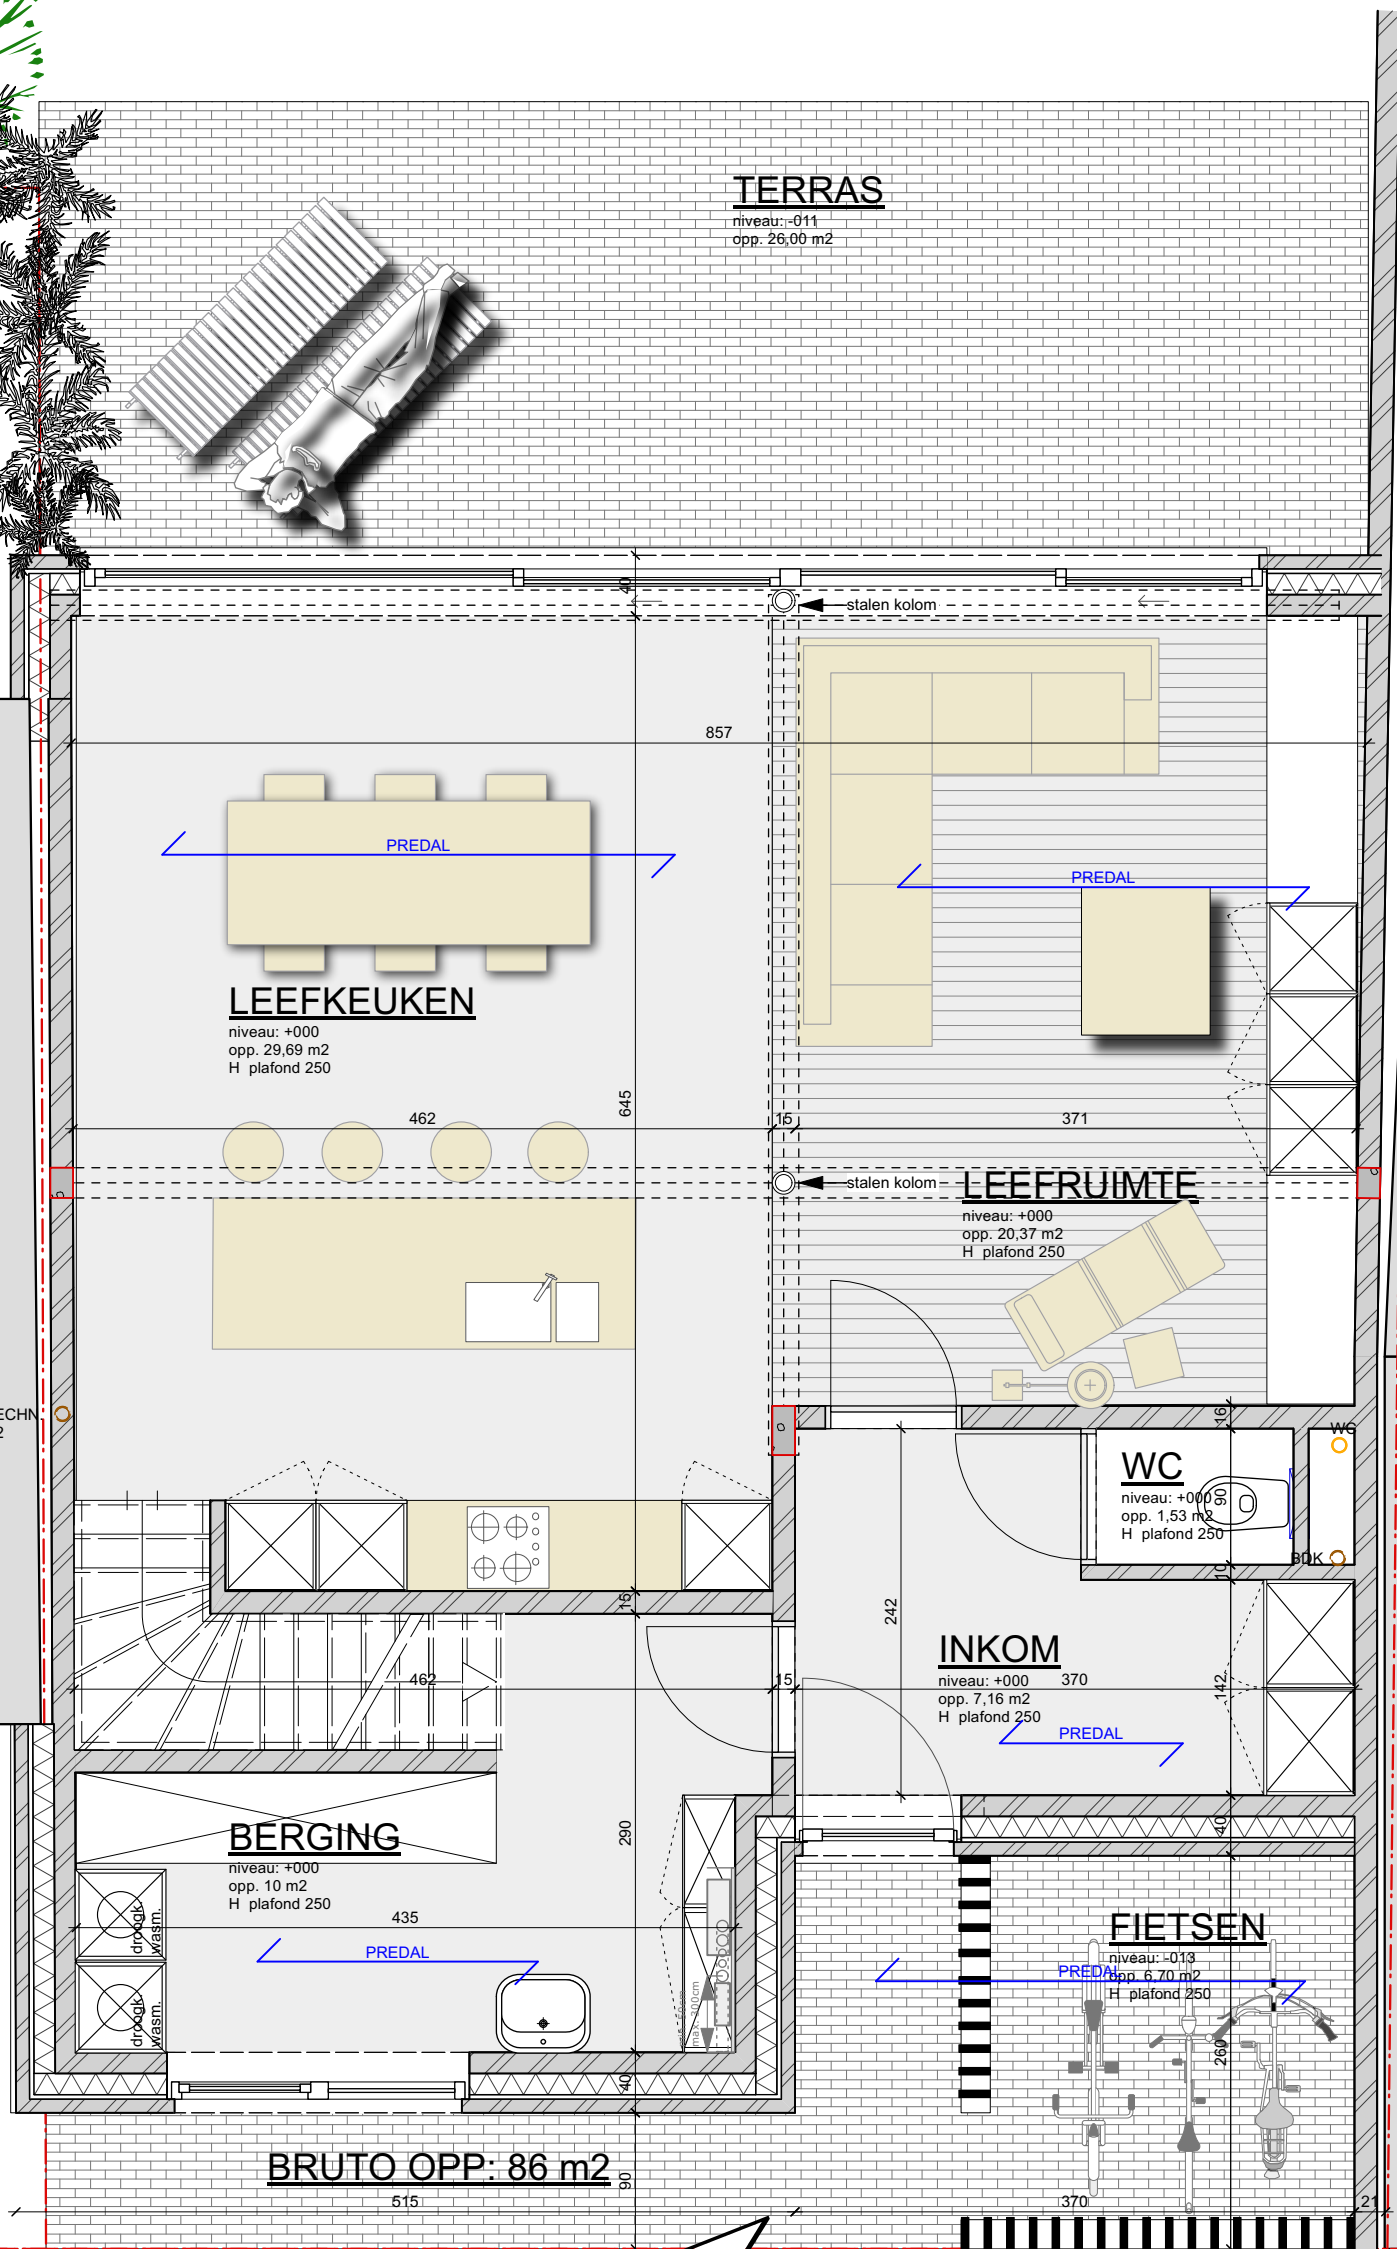 TERRAS
niveau: -011
opp. 26,00 m2
40
stalen kolom
857
PREDAL
PREDAL
LEEFKEUKEN
niveau: +000
opp. 29,69 m2
H plafond 250
645
462
15
371
stalen kolom
LEEFRUIMTE
niveau: +000
opp. 20,37 m2
H plafond 250
ECHN.
2
16
WC
WC
niveau: +000
opp. 1,53 m2
H plafond 250
90
BDK
10
15
242
INKOM
niveau: +000
opp. 7,16 m2
H plafond 250
462
15
370
142
PREDAL
BERGING
niveau: +000
opp. 10 m2
H plafond 250
290
40
435
droogk.
wasm.
PREDAL
droogk.
wasm.
max. 300cm
FIETSEN
niveau: -013
opp. 6,70 m2
H plafond 250
PREDAL
260
40
BRUTO OPP: 86 m2
90
515
370
21